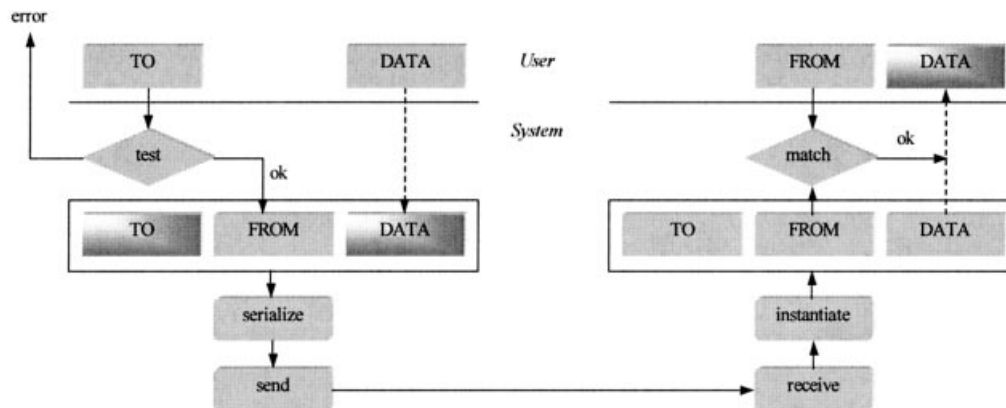 error
TO DATA User FROM DATA
System
test match ok
ok
TO FROM DATA TO FROM DATA
serialize instantiate
send receive